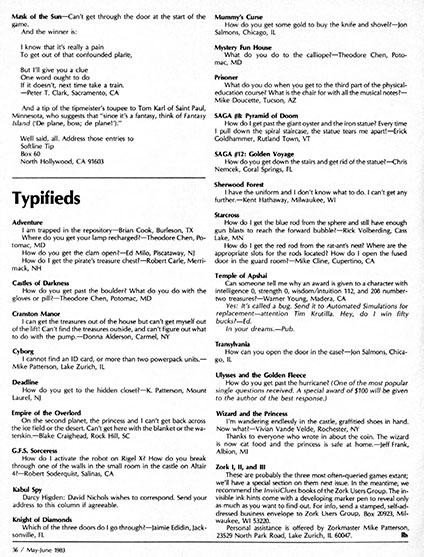 Mask of the Sun—Can't get through the door at the start of the
game.
And the winner is:
I know that it's really a pain
To get out of that confounded plane,
But I'll give you a clue
One word ought to do
If it doesn't, next time take a train.
—Peter T. Clark, Sacramento, CA
And a tip of the tipmeister's toupee to Tom Karl of Saint Paul,
Minnesota, who suggests that "since it's a fantasy, think of Fantasy
Island ('De plane, bow; de plane!')."
Well said, all. Address those entries to
Softline Tip
Box 60
North Hollywood, CA 91603
Typifieds
Adventure
I am trapped in the repository—Brian Cook, Burleson, TX
Where do you get your lamp recharged?—Theodore Chen, Po-
tomac, MD
How do you get the clam open?—Ed Milo, Piscataway, NJ
How do I get the pirate's treasure chest?—Robert Carle, Merri-
mack, NH
Castles of Darkness
How do you get past the boulder? What do you do with the
gloves or pill?—Theodore Chen, Potomac, MD
Cranston Manor
I can get the treasures out of the house but can't get myself out
of the lift! Can't find the treasures outside, and can't figure out what
to do with the pump.—Donna Alderson, Carmel, NY
Cyborg
I cannot find an ID card, or more than two powerpack units.—
Mike Patterson, Lake Zurich, IL
Deadline
How do you get to the hidden closet?—K. Patterson, Mount
Laurel, NJ
Empire of the Overlord
On the second planet, the princess and I can't get back across
the ice field or the desert. Can't get here with the blanket or the wa-
terskin.—Blake Craighead, Rock Hill, SC
G.F.S. Sorceress
How do I activate the robot on Rigel X? How do you break
through one of the walls in the small room in the castle on Altair
4?—Robert Soderquist, Salinas, CA
Kabul Spy
Darcy Higden: David Nichols wishes to correspond. Send your
address to this column if agreeable.
Knight of Diamonds
Which of the three doors do I go through?—Jaimie Edidin, Jack-
sonville, FL
36 / May-June 1983
Mummy's Curse
How do you get some gold to buy the knife and shovel?—Jon
Salmons, Chicago, IL
Mystery Fun House
What do you do to the calliope?—Theodore Chen, Poto-
mac, MD
Prisoner
What do you do when you get to the third part of the physical-
education course? What is the chair for with all the musical notes?—
Mike Doucette, Tucson, AZ
SAGA #8: Pyramid of Doom
How do I get past the giant oyster and the iron statue? Every time
I pull down the spiral staircase, the statue tears me apart!—Erick
Goldhammer, Rutland Town, VT
SAGA #12: Golden Voyage
How do you get down the stairs and get rid of the statue!—Chris
Nemcek, Coral Springs, FL
Sherwood Forest
I have the uniform and I don't know what to do. I can't get any
further.—Kent Hathaway, Milwaukee, WI
Starcross
How do I get the blue rod from the sphere and still have enough
gun blasts to reach the forward bubble?—Rick Yolberding, Cass
Lake, MN
How do I get the red rod from the rat-ant's nest? Where are the
appropriate slots for the rods located? How do I open the fused
door in the guard room?—Mike Cline, Cupertino, CA
Temple of Apshai
Can someone tell me why an award is given to a character with
intelligence 0, strength 0, wisdom/intuition 112, and 208 number-
two treasures?—Warner Young, Madera, CA
Yes: It's called a bug. Send it to Automated Simulations for
replacement—attention Tim Krutilla. Hey, do I win fifty
bucks?—Ed.
In your dreams.—Pub.
Transylvania
How can you open the door in the case?—Jon Salmons, Chica-
go, IL
Ulysses and the Golden Fleece
How do you get past the hurricane? (One of the most popular
single questions received. A special award of $100 will be given
to the author of the best response.)
Wizard and the Princess
I'm wandering endlessly in the castle, graffitied shoes in hand.
Now what?—Vivian Vande Velde, Rochester, NY
Thanks to everyone who wrote in about the coin. The wizard
is now cat food and the princess is safe at home.—Jeff Frank,
Albion, MI
Zork I, II, and III
These are probably the three most often-queried games extant;
we'll have a special section on them next issue. In the meantime, we
recommend the InvisiClues books of the Zork Users Group. The in-
visible ink hints come with a developing marker pen to reveal only
as much as you want to find out. For info, send a stamped, self-ad-
dressed business envelope to Zork Users Group, Box 20923, Mil-
waukee, WI 53220.
Personal assistance is offered by Zorkmaster Mike Patterson,
23529 North Park Road, Lake Zurich, IL 60047.